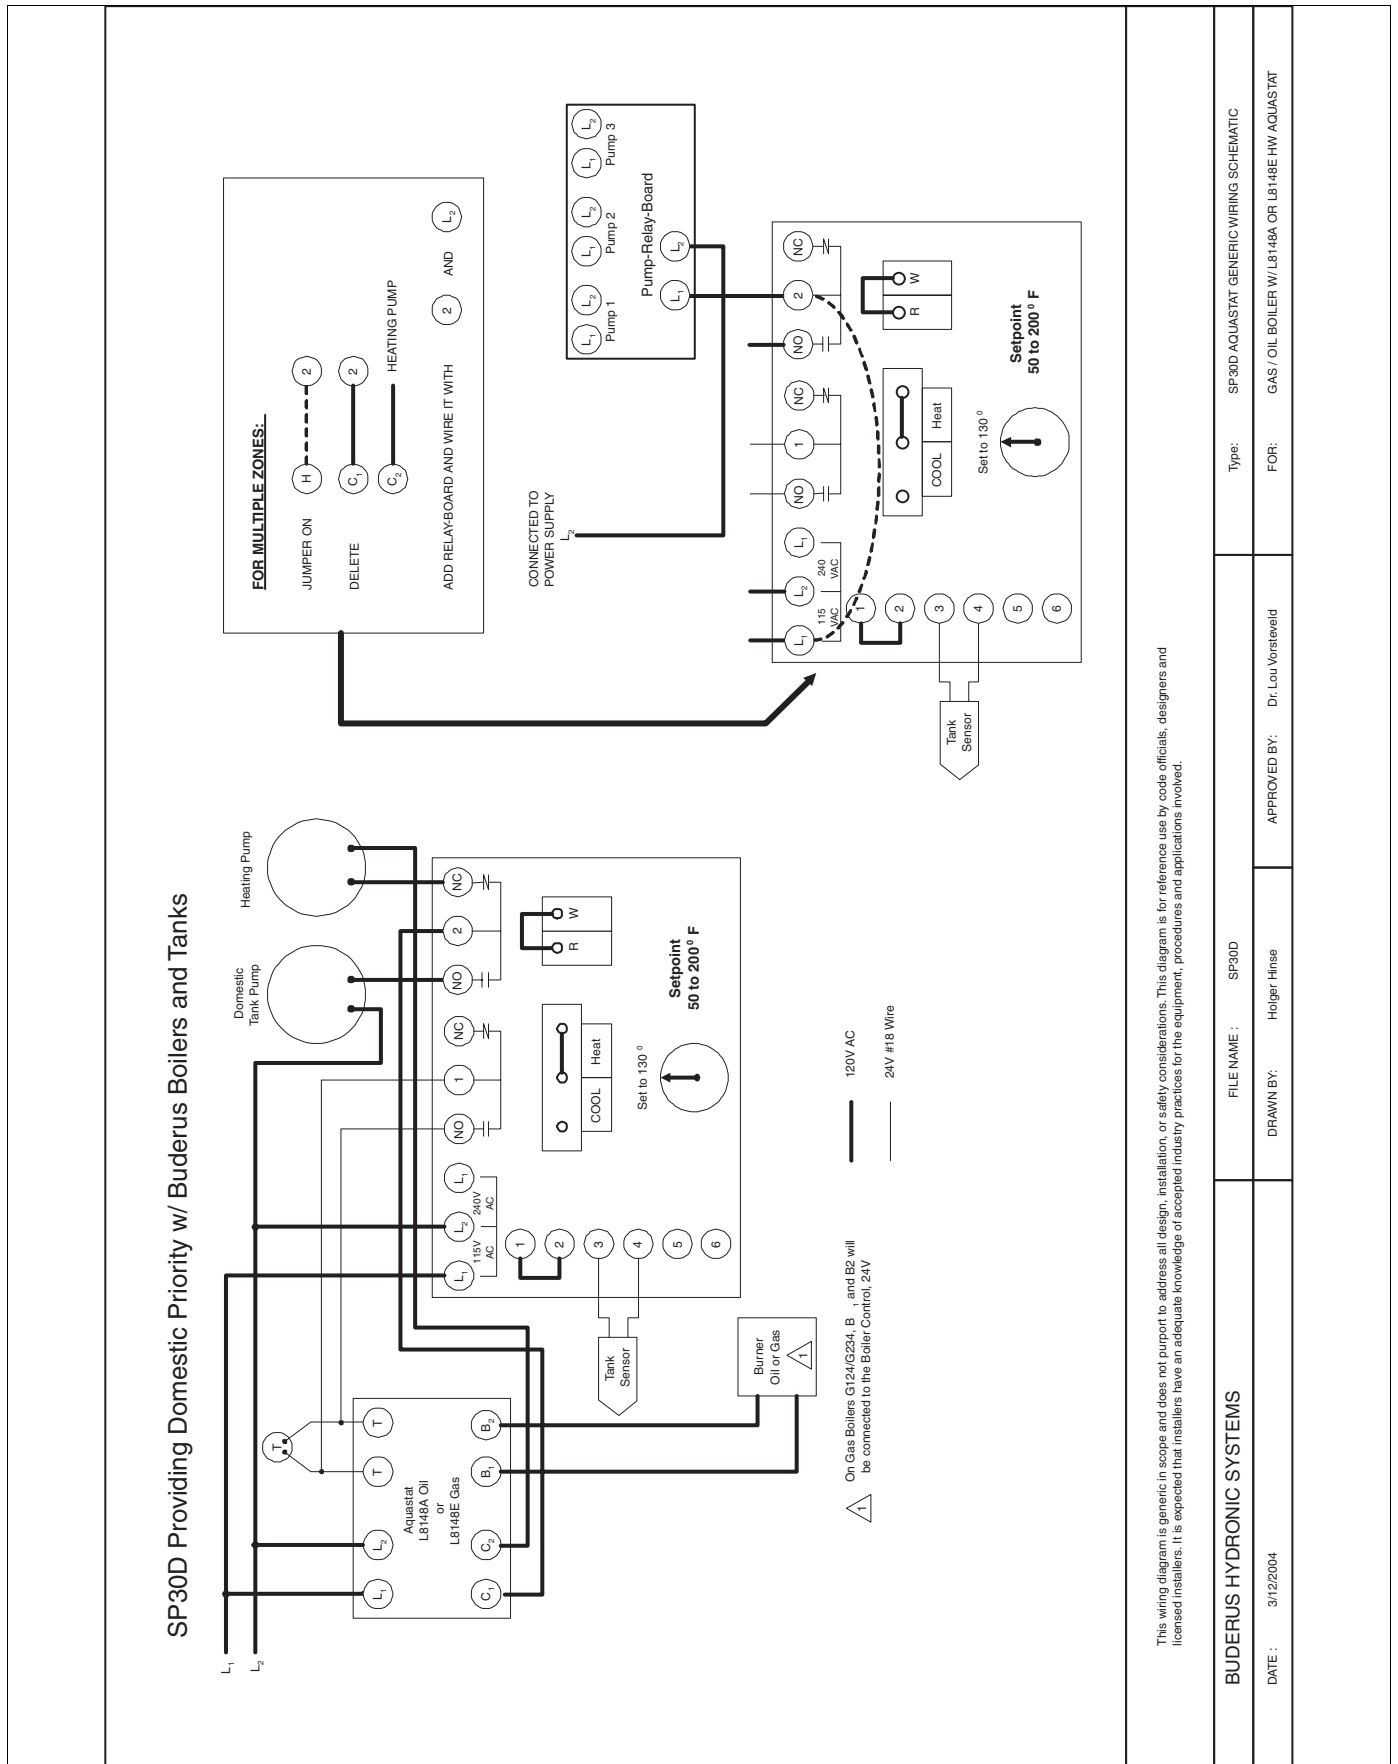 SP30D Providing Domestic Priority w/ Buderus Boilers and Tanks
L1
L2
T
L1
L2
T
T
Aquastat
L8148A Oil
or
L8148E Gas
C1
C2
B1
B2
Domestic
Tank Pump
Heating Pump
L1
L2
L1
NO
1
NC
NO
2
NC
115V
AC
240V
AC
1
2
3
4
5
6
COOL
Heat
R
W
Set to 130 0
Setpoint
50 to 200 0 F
Tank
Sensor
Burner
Oil or Gas
1
1
On Gas Boilers G124/G234, B 1 and B2 will
be connected to the Boiler Control, 24V
120V AC
24V #18 Wire
FOR MULTIPLE ZONES:
JUMPER ON
H
2
DELETE
C1
2
C2
HEATING PUMP
ADD RELAY-BOARD AND WIRE IT WITH
2
AND
L2
CONNECTED TO
POWER SUPPLY
L2
L1
L2
L1
L2
L1
L2
Pump 1
Pump 2
Pump 3
Pump-Relay-Board
L1
L2
L1
L2
L1
NO
1
NC
NO
2
NC
115
VAC
240
VAC
1
2
3
4
5
6
COOL
Heat
R
W
Set to 130 0
Setpoint
50 to 200 0 F
Tank
Sensor
This wiring diagram is generic in scope and does not purport to address all design, installation, or safety considerations. This diagram is for reference use by code officials, designers and
licensed installers. It is expected that installers have an adequate knowledge of accepted industry practices for the equipment, procedures and applications involved.
BUDERUS HYDRONIC SYSTEMS
FILE NAME : SP30D
Type: SP30D AQUASTAT GENERIC WIRING SCHEMATIC
DATE : 3/12/2004
DRAWN BY: Holger Hinse
APPROVED BY: Dr. Lou Vorsteveld
FOR: GAS / OIL BOILER W/ L8148A OR L8148E HW AQUASTAT